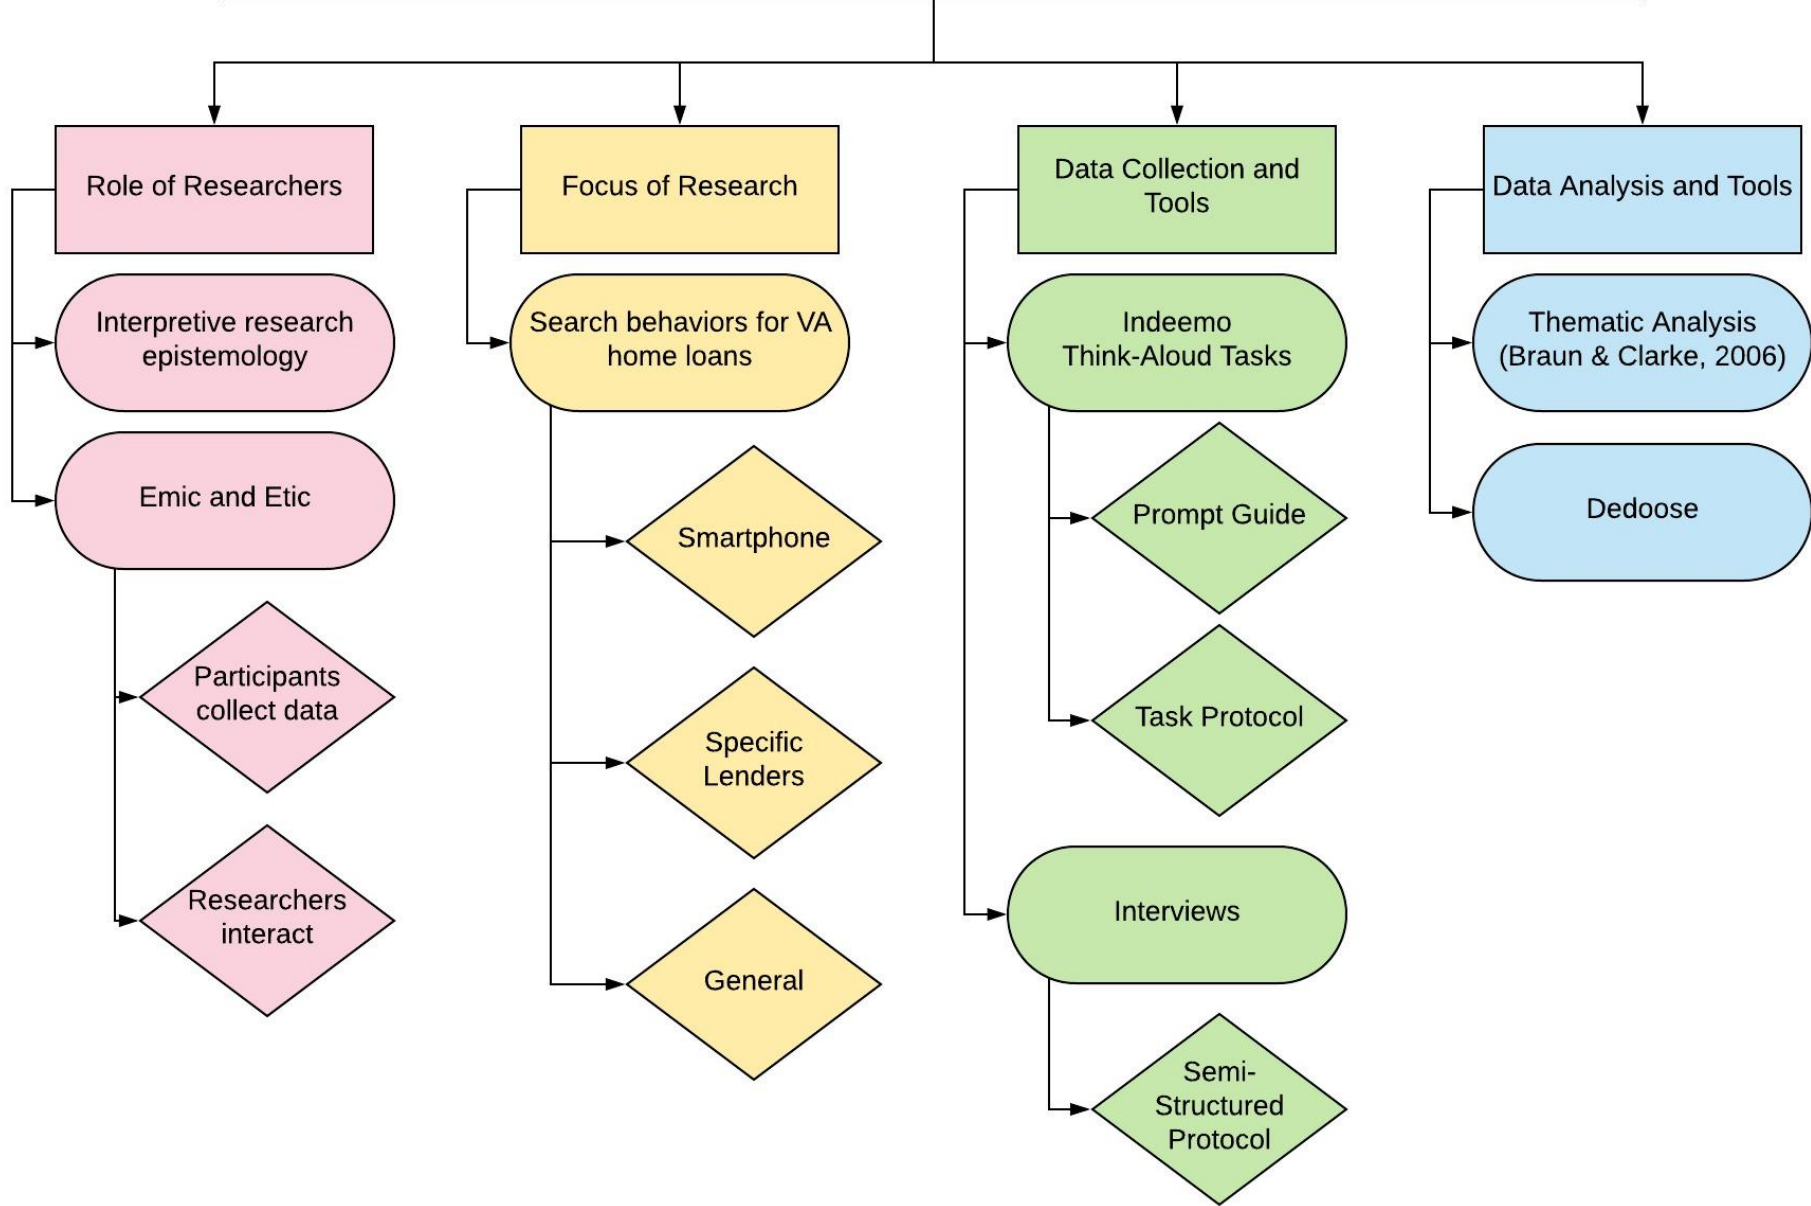 Role of Researchers
Interpretive research
epistemology
Emic and Etic
Participants
collect data
Researchers
interact
Focus of Research
Search behaviors for VA
home loans
Smartphone
Specific
Lenders
General
Data Collection and
Tools
Indeemo
Think-Aloud Tasks
Prompt Guide
Task Protocol
Interviews
Semi-
Structured
Protocol
Data Analysis and Tools
Thematic Analysis
(Braun & Clarke, 2006)
Dedoose